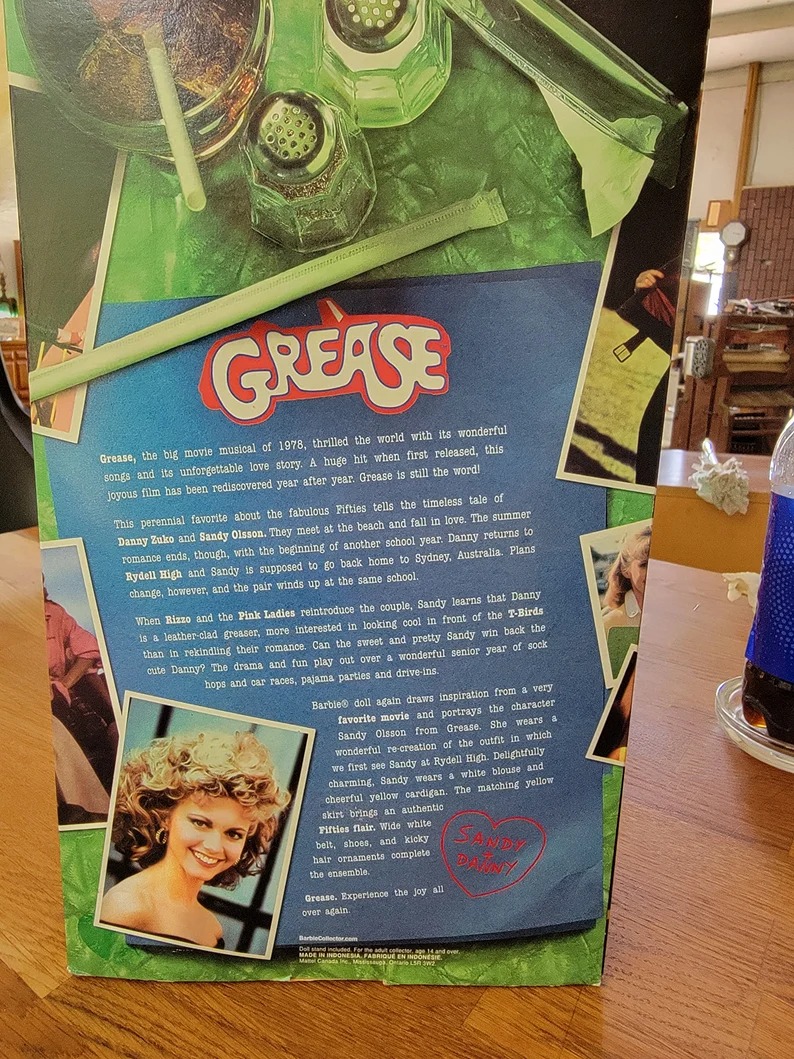 GREASE
Grease, the big movie musical of 1978, thrilled the world with its wonderful
songs and its unforgettable love story. A huge hit when first released, this
joyous film has been rediscovered year after year. Grease is still the word!
This perennial favorite about the fabulous Fifties tells the timeless tale of
Danny Zuko and Sandy Olsson. They meet at the beach and fall in love. The summer
romance ends, though, with the beginning of another school year. Danny returns to
Rydell High and Sandy is supposed to go back home to Sydney, Australia. Plans
change, however, and the pair winds up at the same school.
When Rizzo and the Pink Ladies reintroduce the couple, Sandy learns that Danny
is a leather-clad greaser, more interested in looking cool in front of the T-Birds
than in rekindling their romance. Can the sweet and pretty Sandy win back the
cute Danny? The drama and fun play out over a wonderful senior year of sock
hops and car races, pajama parties and drive-ins.
Barbie® doll again draws inspiration from a very
favorite movie and portrays the character
Sandy Olsson from Grease. She wears a
wonderful re-creation of the outfit in which
we first see Sandy at Rydell High. Delightfully
charming, Sandy wears a white blouse and
cheerful yellow cardigan. The matching yellow
skirt brings an authentic
Fifties flair. Wide white
belt, shoes, and kicky
hair ornaments complete
the ensemble.
SANDY
+
DANNY
Grease. Experience the joy all
over again.
BarbieCollector.com
Doll stand included. For the adult collector, age 14 and over.
MADE IN INDONESIA. FABRIQUÉ EN INDONÉSIE.
Mattel Canada Inc., Mississauga, Ontario L5R 3W2.